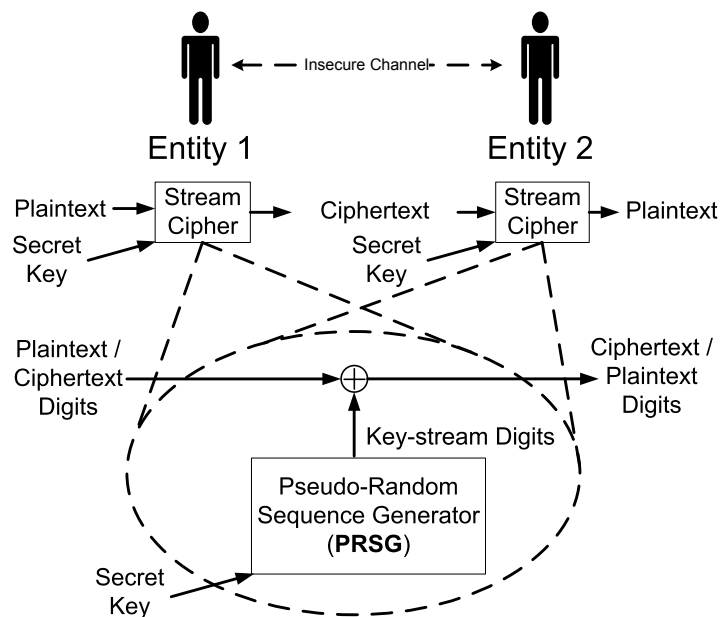 Insecure Channel
Entity 1
Entity 2
Plaintext
Stream
Cipher
Secret
Key
Ciphertext
Secret
Key
Stream
Cipher
Plaintext
Plaintext /
Ciphertext
Digits
Ciphertext /
Plaintext
Digits
Key-stream Digits
Pseudo-Random
Sequence Generator
(PRSG)
Secret
Key